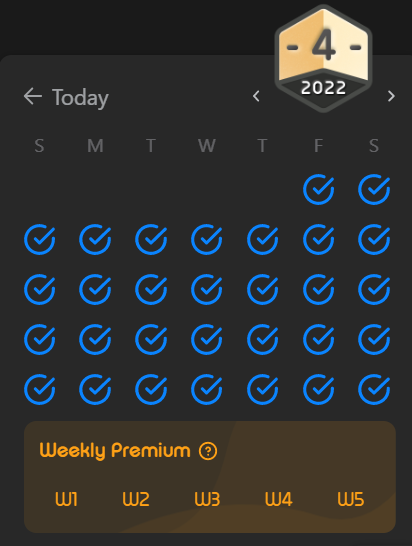 - 4 -
2022
Today
S M T W T F S
Weekly Premium ?
W1 W2 W3 W4 W5